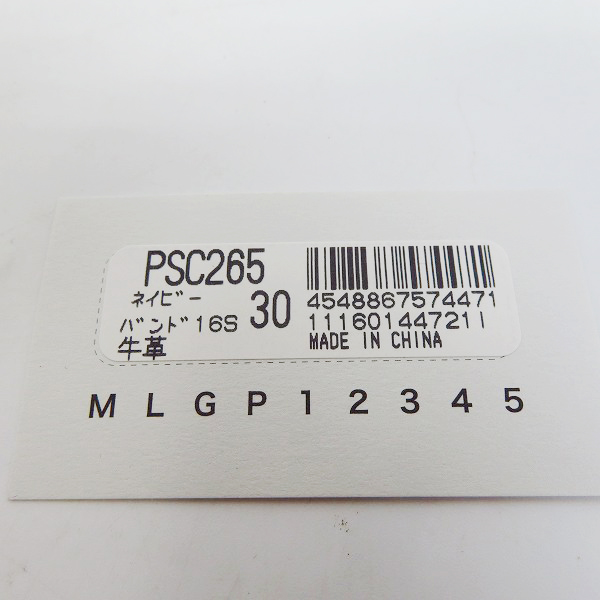 PSC265
ﾈｲﾋﾞｰ 30
ﾊﾞﾝﾄﾞ16S
牛革
4548867574471
11160144721I
MADE IN CHINA
M L G P 1 2 3 4 5